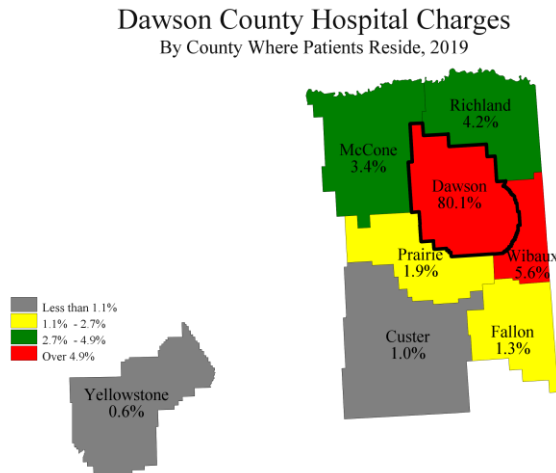 Dawson County Hospital Charges
By County Where Patients Reside, 2019
Richland
4.2%
McCone
3.4%
Dawson
80.1%
Prairie
1.9%
Wibaux
5.6%
Custer
1.0%
Fallon
1.3%
Less than 1.1%
1.1% - 2.7%
2.7% - 4.9%
Over 4.9%
Yellowstone
0.6%